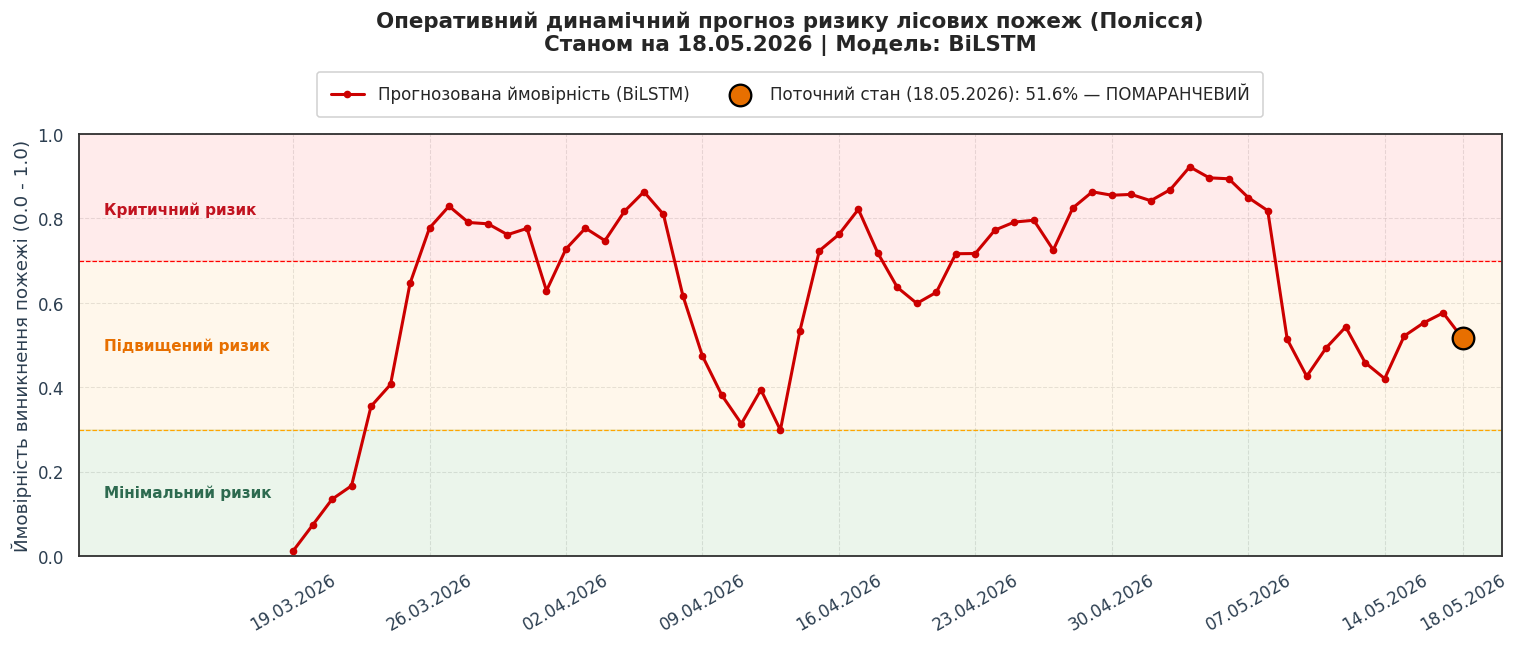 Оперативний динамічний прогноз ризику лісових пожеж (Полісся)
Станом на 18.05.2026 | Модель: BiLSTM
Прогнозована ймовірність (BiLSTM)
Поточний стан (18.05.2026): 51.6% — ПОМАРАНЧЕВИЙ
Ймовірність виникнення пожежі (0.0 - 1.0)
1.0
0.8
0.6
0.4
0.2
0.0
Критичний ризик
Підвищений ризик
Мінімальний ризик
19.03.2026
26.03.2026
02.04.2026
09.04.2026
16.04.2026
23.04.2026
30.04.2026
07.05.2026
14.05.2026
18.05.2026